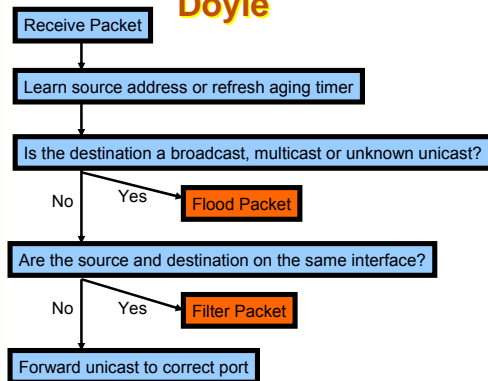 Doyle
Receive Packet
Learn source address or refresh aging timer
Is the destination a broadcast, multicast or unknown unicast?
No
Yes
Flood Packet
Are the source and destination on the same interface?
No
Yes
Filter Packet
Forward unicast to correct port